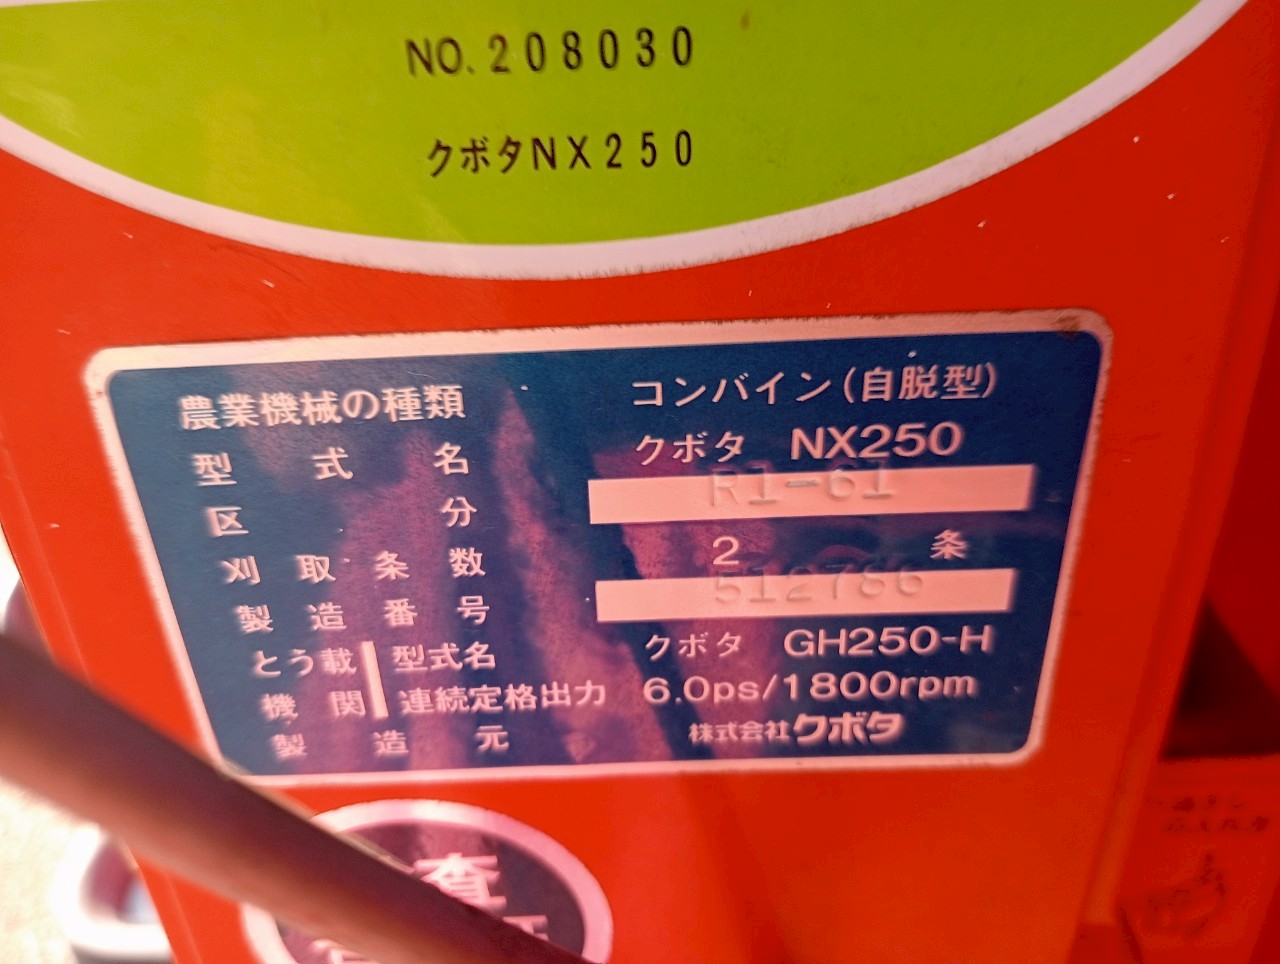 NO.208030
クボタNX250
農業機械の種類 コンバイン(自脱型)
型式名 クボタ NX250
区分 R1-61
刈取条数 2条
製造番号 512786
とう載機関 型式名 クボタ GH250-H
連続定格出力 6.0ps/1800rpm
製造元 株式会社クボタ
査